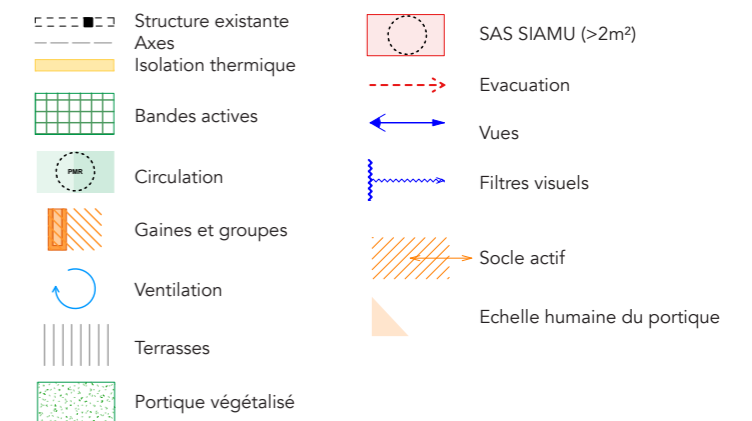 Structure existante
Axes
Isolation thermique
Bandes actives
PMR
Circulation
Gaines et groupes
Ventilation
Terrasses
Portique végétalisé
SAS SIAMU (>2m²)
Evacuation
Vues
Filtres visuels
Socle actif
Echelle humaine du portique